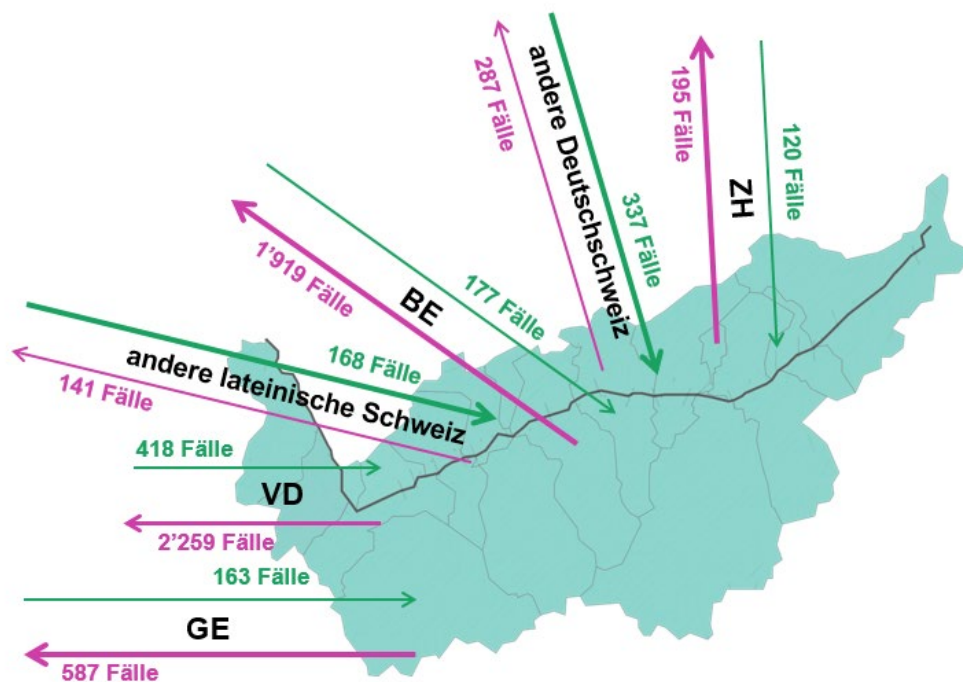 287 Fälle
andere Deutschschweiz
337 Fälle
195 Fälle
ZH
120 Fälle
1’919 Fälle
BE
177 Fälle
168 Fälle
andere lateinische Schweiz
141 Fälle
418 Fälle
VD
2’259 Fälle
163 Fälle
GE
587 Fälle